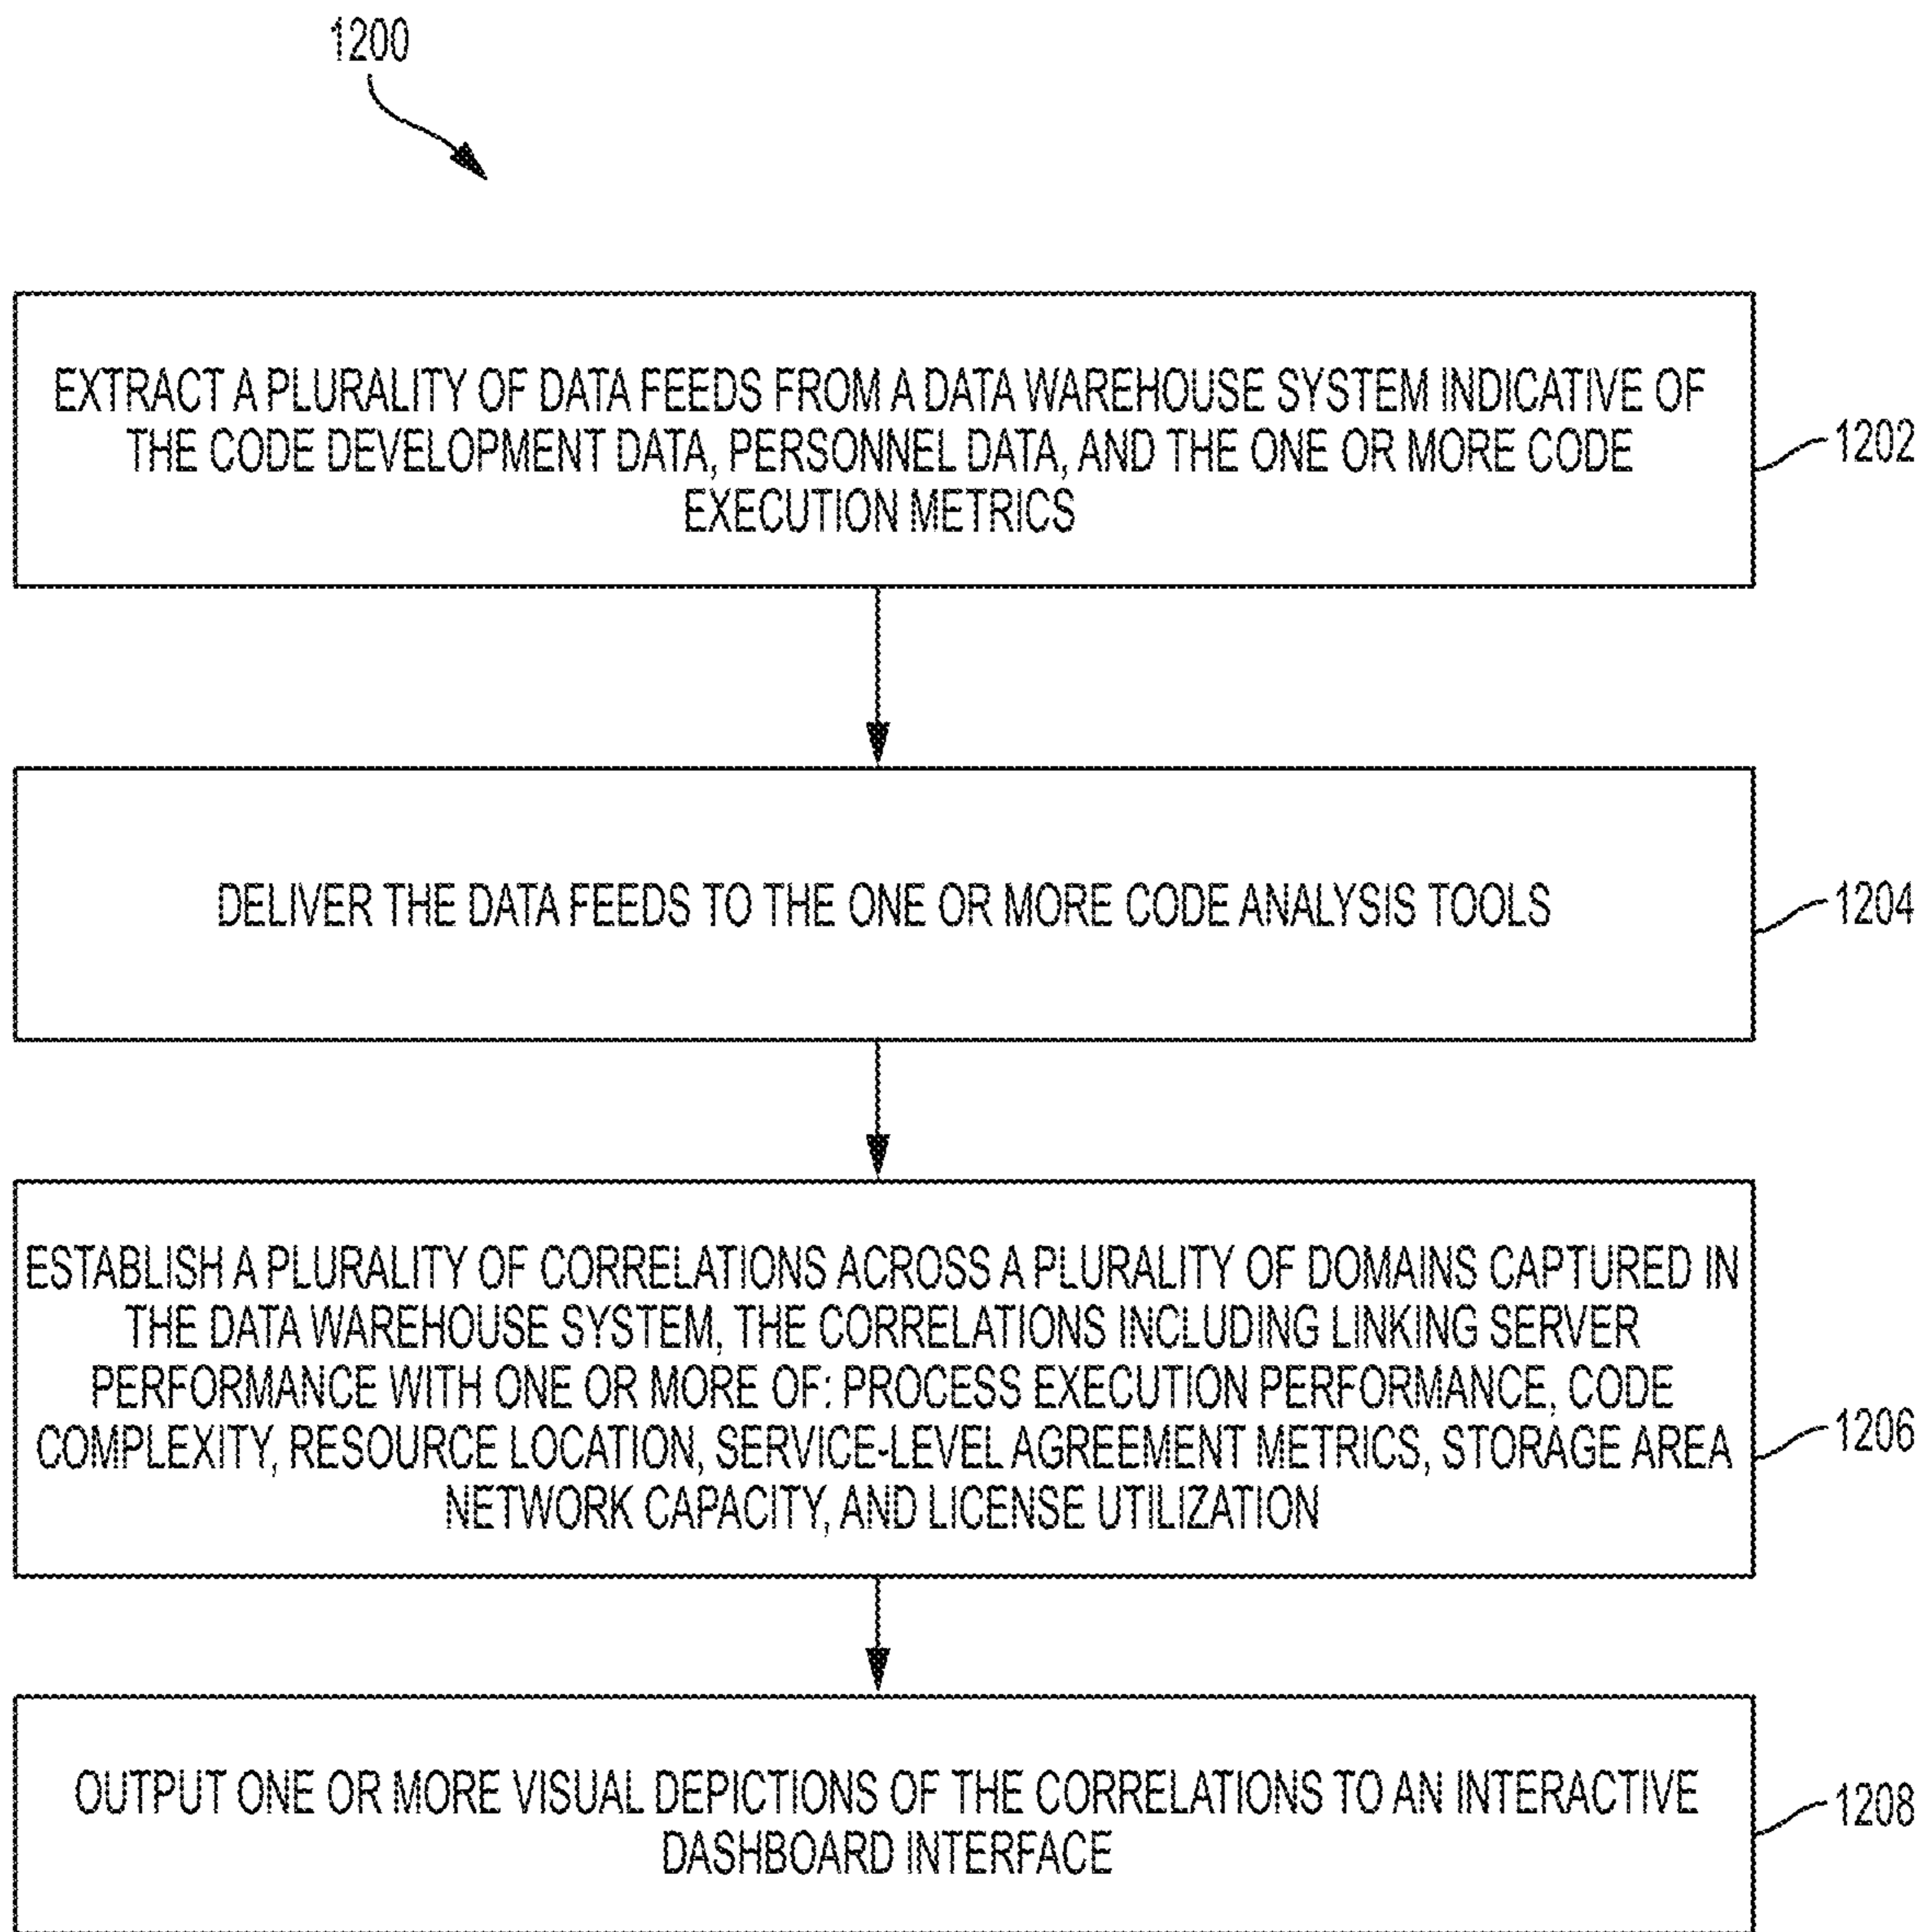 1200
EXTRACT A PLURALITY OF DATA FEEDS FROM A DATA WAREHOUSE SYSTEM INDICATIVE OF
THE CODE DEVELOPMENT DATA, PERSONNEL DATA, AND THE ONE OR MORE CODE
EXECUTION METRICS
1202
DELIVER THE DATA FEEDS TO THE ONE OR MORE CODE ANALYSIS TOOLS
1204
ESTABLISH A PLURALITY OF CORRELATIONS ACROSS A PLURALITY OF DOMAINS CAPTURED IN
THE DATA WAREHOUSE SYSTEM, THE CORRELATIONS INCLUDING LINKING SERVER
PERFORMANCE WITH ONE OR MORE OF: PROCESS EXECUTION PERFORMANCE, CODE
COMPLEXITY, RESOURCE LOCATION, SERVICE-LEVEL AGREEMENT METRICS, STORAGE AREA
NETWORK CAPACITY, AND LICENSE UTILIZATION
1206
OUTPUT ONE OR MORE VISUAL DEPICTIONS OF THE CORRELATIONS TO AN INTERACTIVE
DASHBOARD INTERFACE
1208